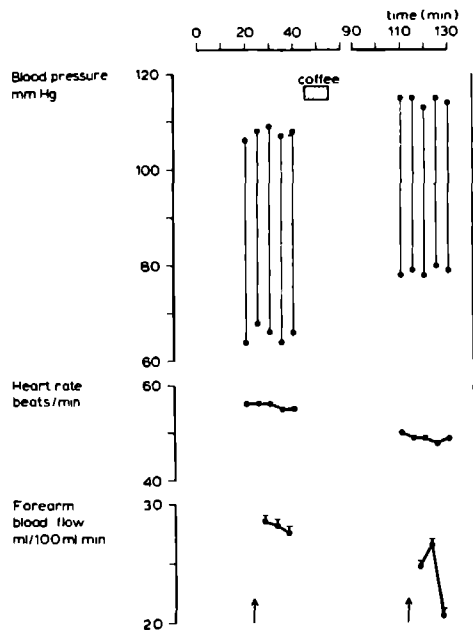 time (min)
0 20 40 90 110 130
Blood pressure
mm Hg
coffee
120
100
80
60
Heart rate
beats/min
60
40
Forearm
blood flow
ml/100 ml min
30
20